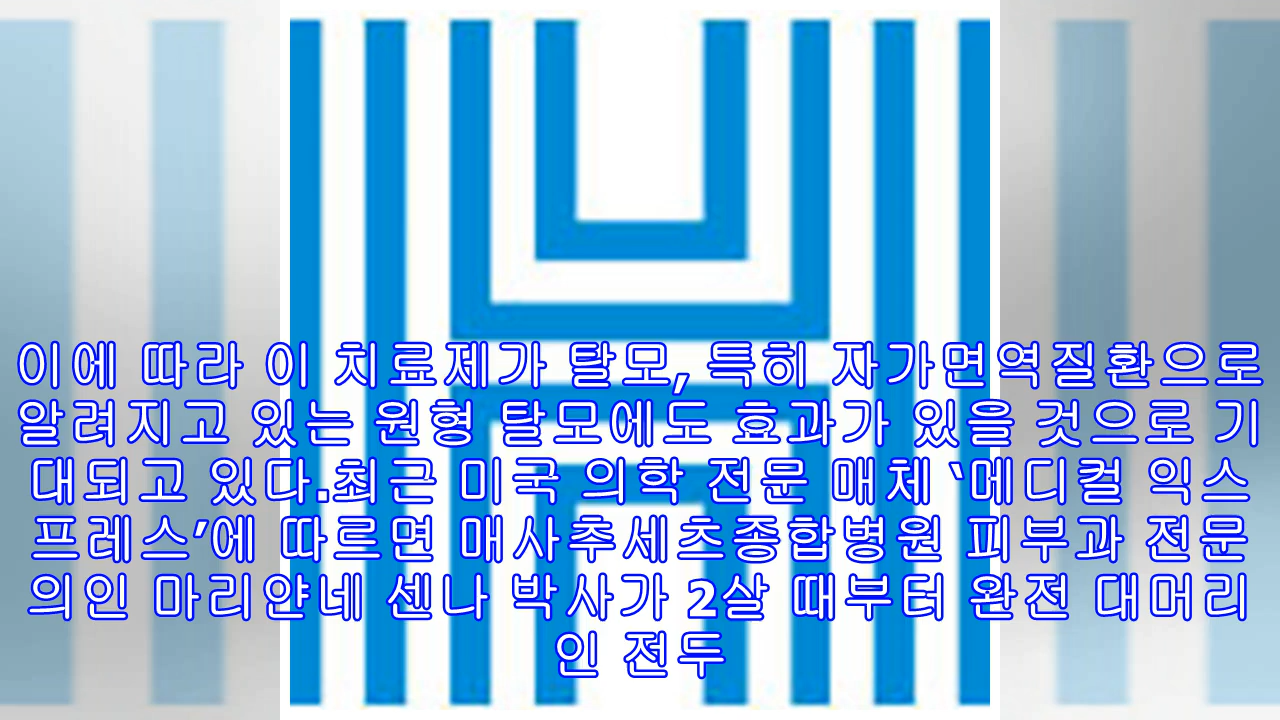 이에 따라 이 치료제가 탈모, 특히 자가면역질환으로
알려지고 있는 원형 탈모에도 효과가 있을 것으로 기
대되고 있다.최근 미국 의학 전문 매체 ‘메디컬 익스
프레스’에 따르면 매사추세츠종합병원 피부과 전문
의인 마리얀네 센나 박사가 2살 때부터 완전 대머리
인 전두